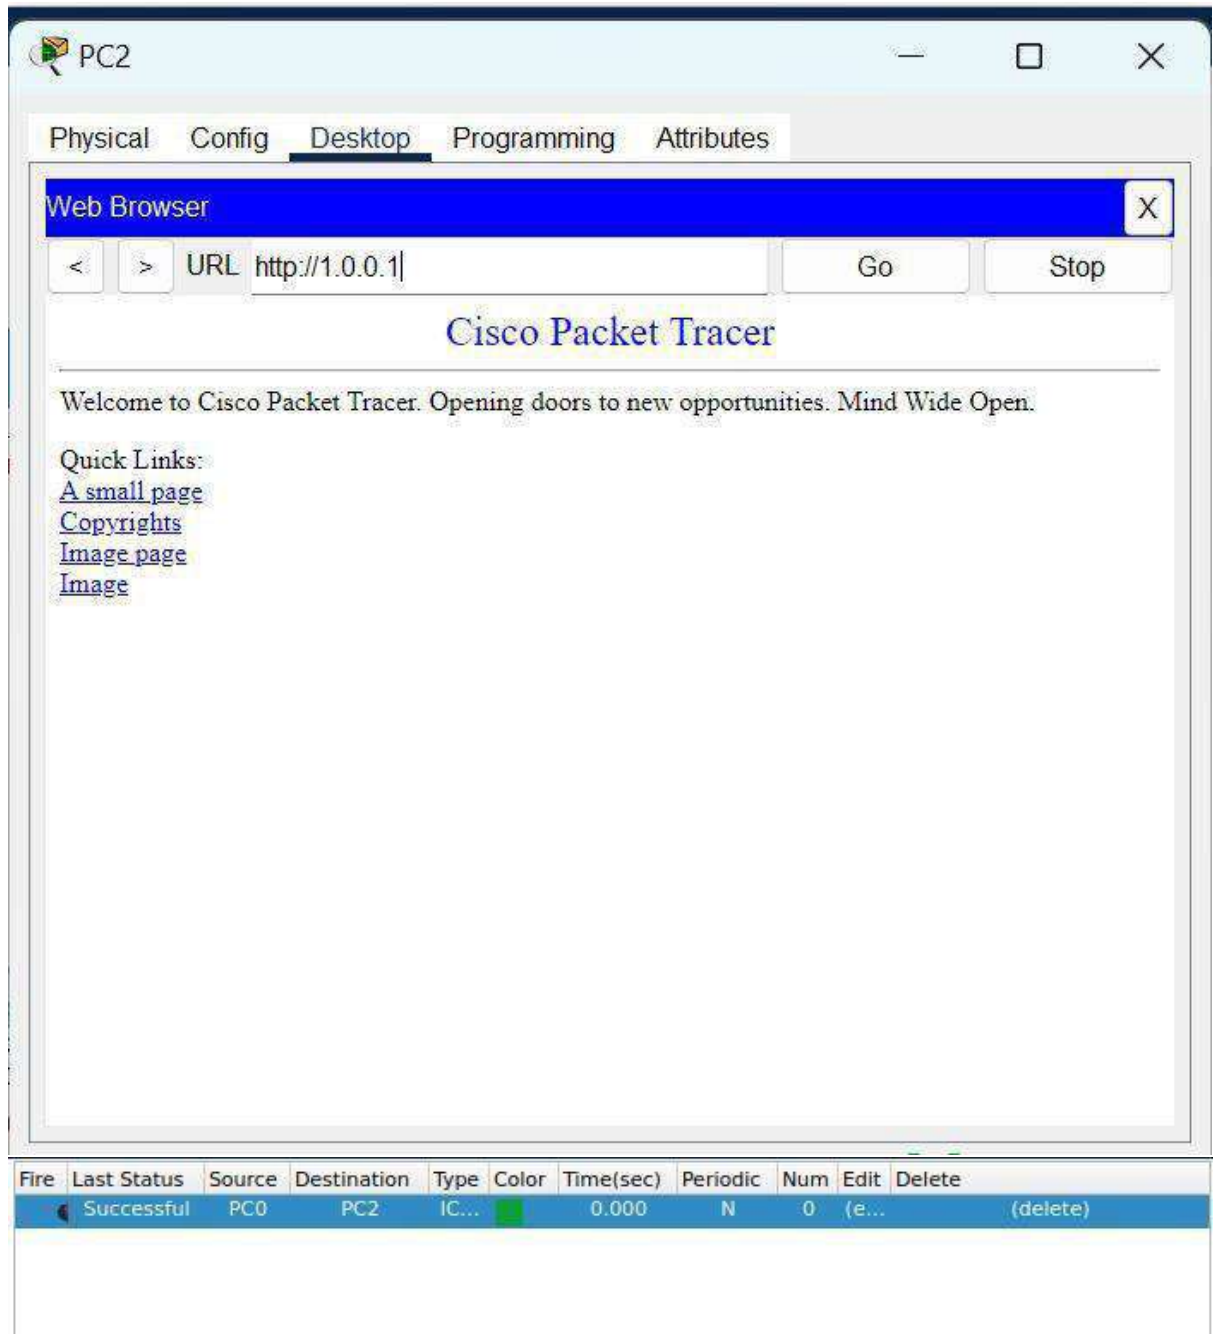 PC2
Physical Config Desktop Programming Attributes
Web Browser X
< > URL http://1.0.0.1 Go Stop
Cisco Packet Tracer
Welcome to Cisco Packet Tracer. Opening doors to new opportunities. Mind Wide Open.
Quick Links:
A small page
Copyrights
Image page
Image
Fire Last Status Source Destination Type Color Time(sec) Periodic Num Edit Delete
Successful PC0 PC2 IC... 0.000 N 0 (e... (delete)